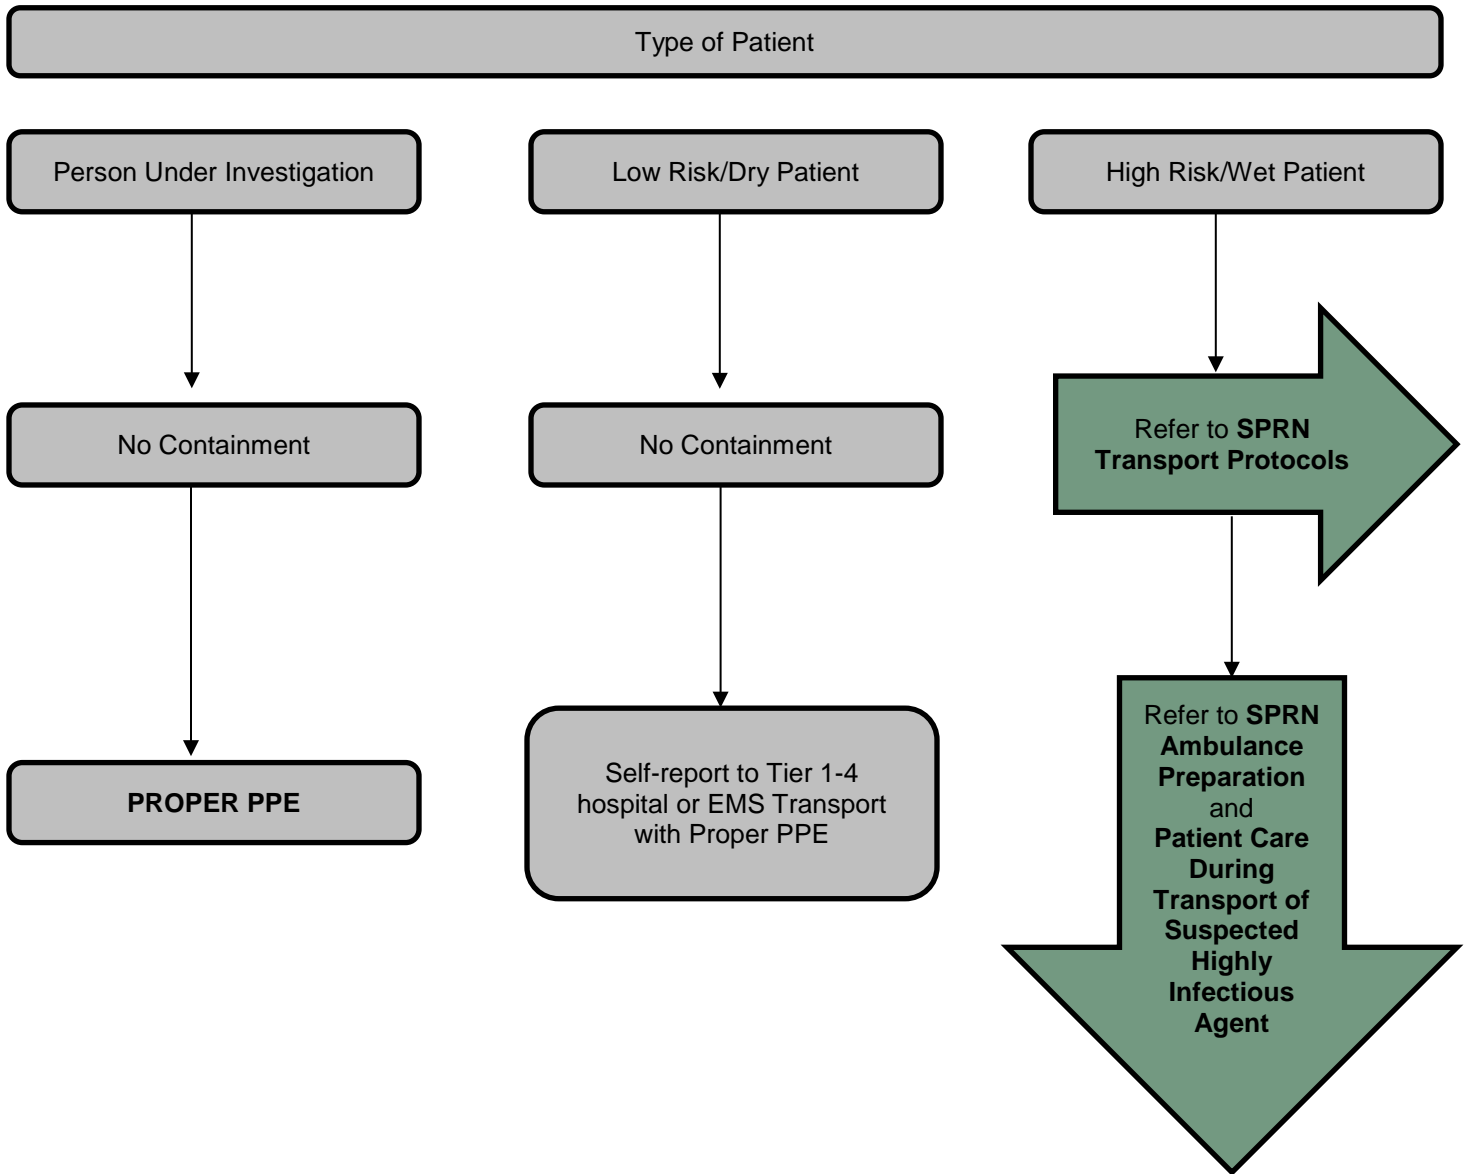 Type of Patient
Person Under Investigation
Low Risk/Dry Patient
High Risk/Wet Patient
No Containment
No Containment
Refer to SPRN
Transport Protocols
PROPER PPE
Self-report to Tier 1-4
hospital or EMS Transport
with Proper PPE
Refer to SPRN
Ambulance
Preparation
and
Patient Care
During
Transport of
Suspected
Highly
Infectious
Agent